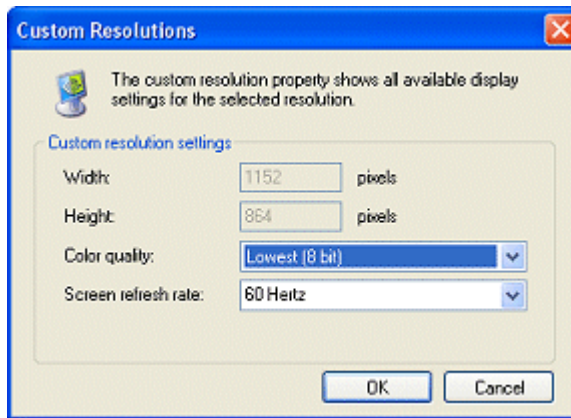 Custom Resolutions
The custom resolution property shows all available display
settings for the selected resolution.
Custom resolution settings
Width: 1152 pixels
Height: 864 pixels
Color quality: Lowest (8 bit)
Screen refresh rate: 60 Hertz
OK Cancel